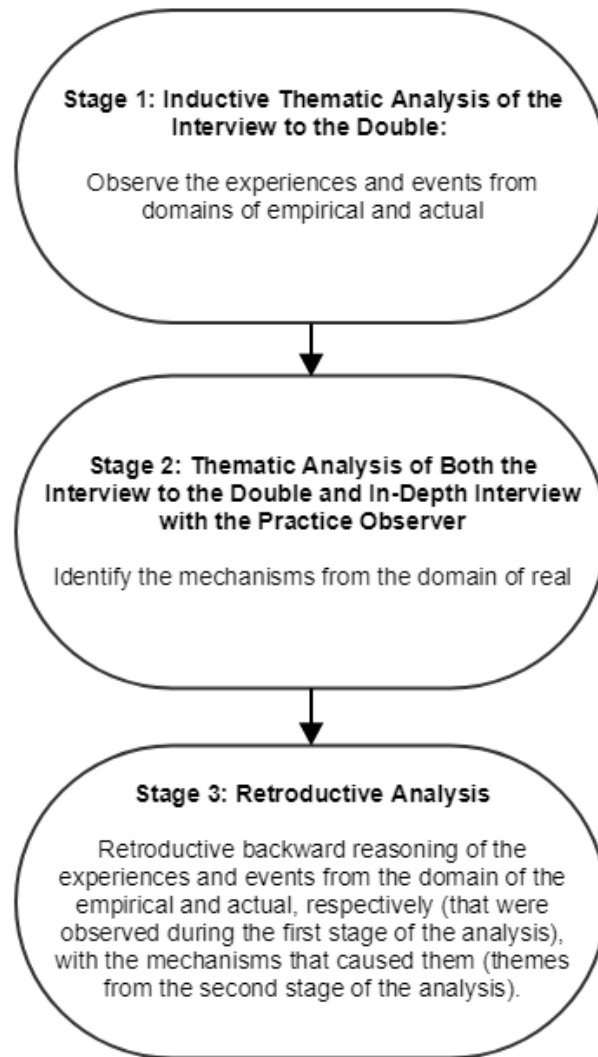 Stage 1: Inductive Thematic Analysis of the
Interview to the Double:
Observe the experiences and events from
domains of empirical and actual
Stage 2: Thematic Analysis of Both the
Interview to the Double and In-Depth Interview
with the Practice Observer
Identify the mechanisms from the domain of real
Stage 3: Retroductive Analysis
Retroductive backward reasoning of the
experiences and events from the domain of the
empirical and actual, respectively (that were
observed during the first stage of the analysis),
with the mechanisms that caused them (themes
from the second stage of the analysis).